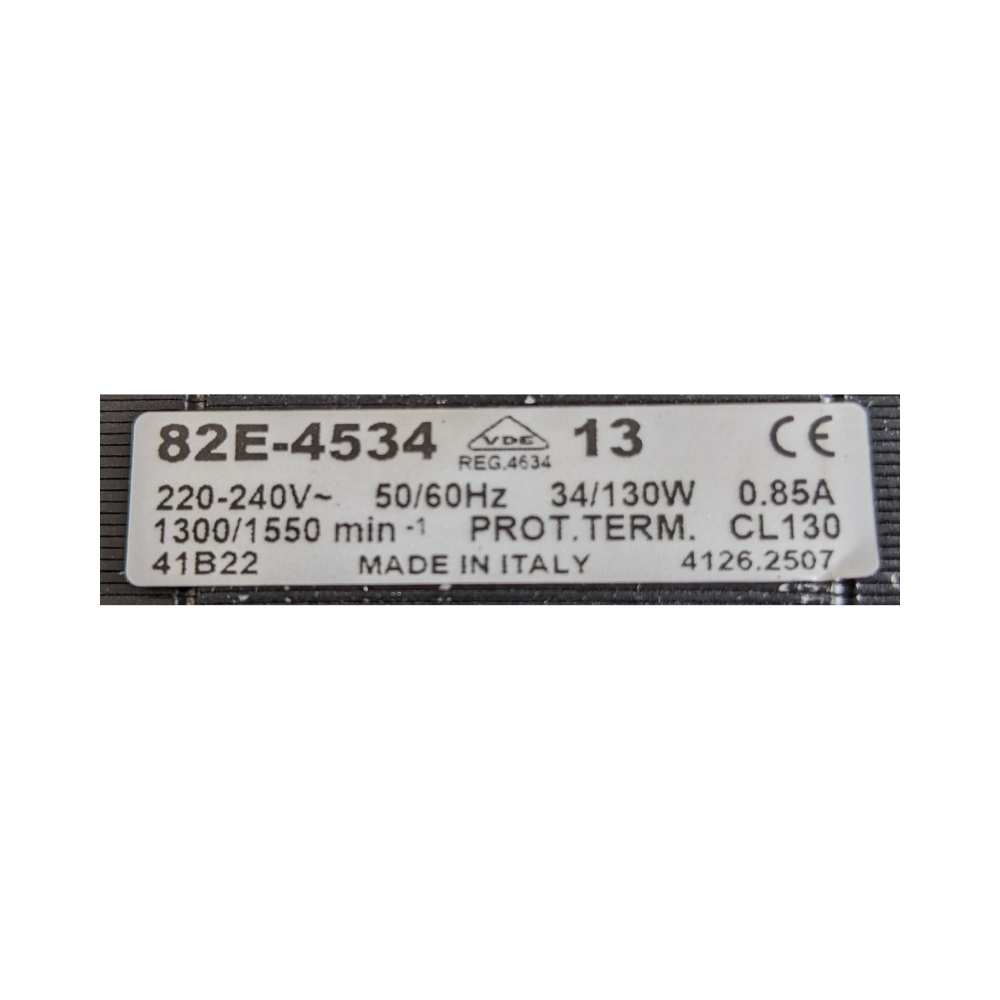 82E-4534 VDE REG.4634 13 CE
220-240V~ 50/60Hz 34/130W 0.85A
1300/1550 min -1 PROT.TERM. CL130
41B22 MADE IN ITALY 4126.2507